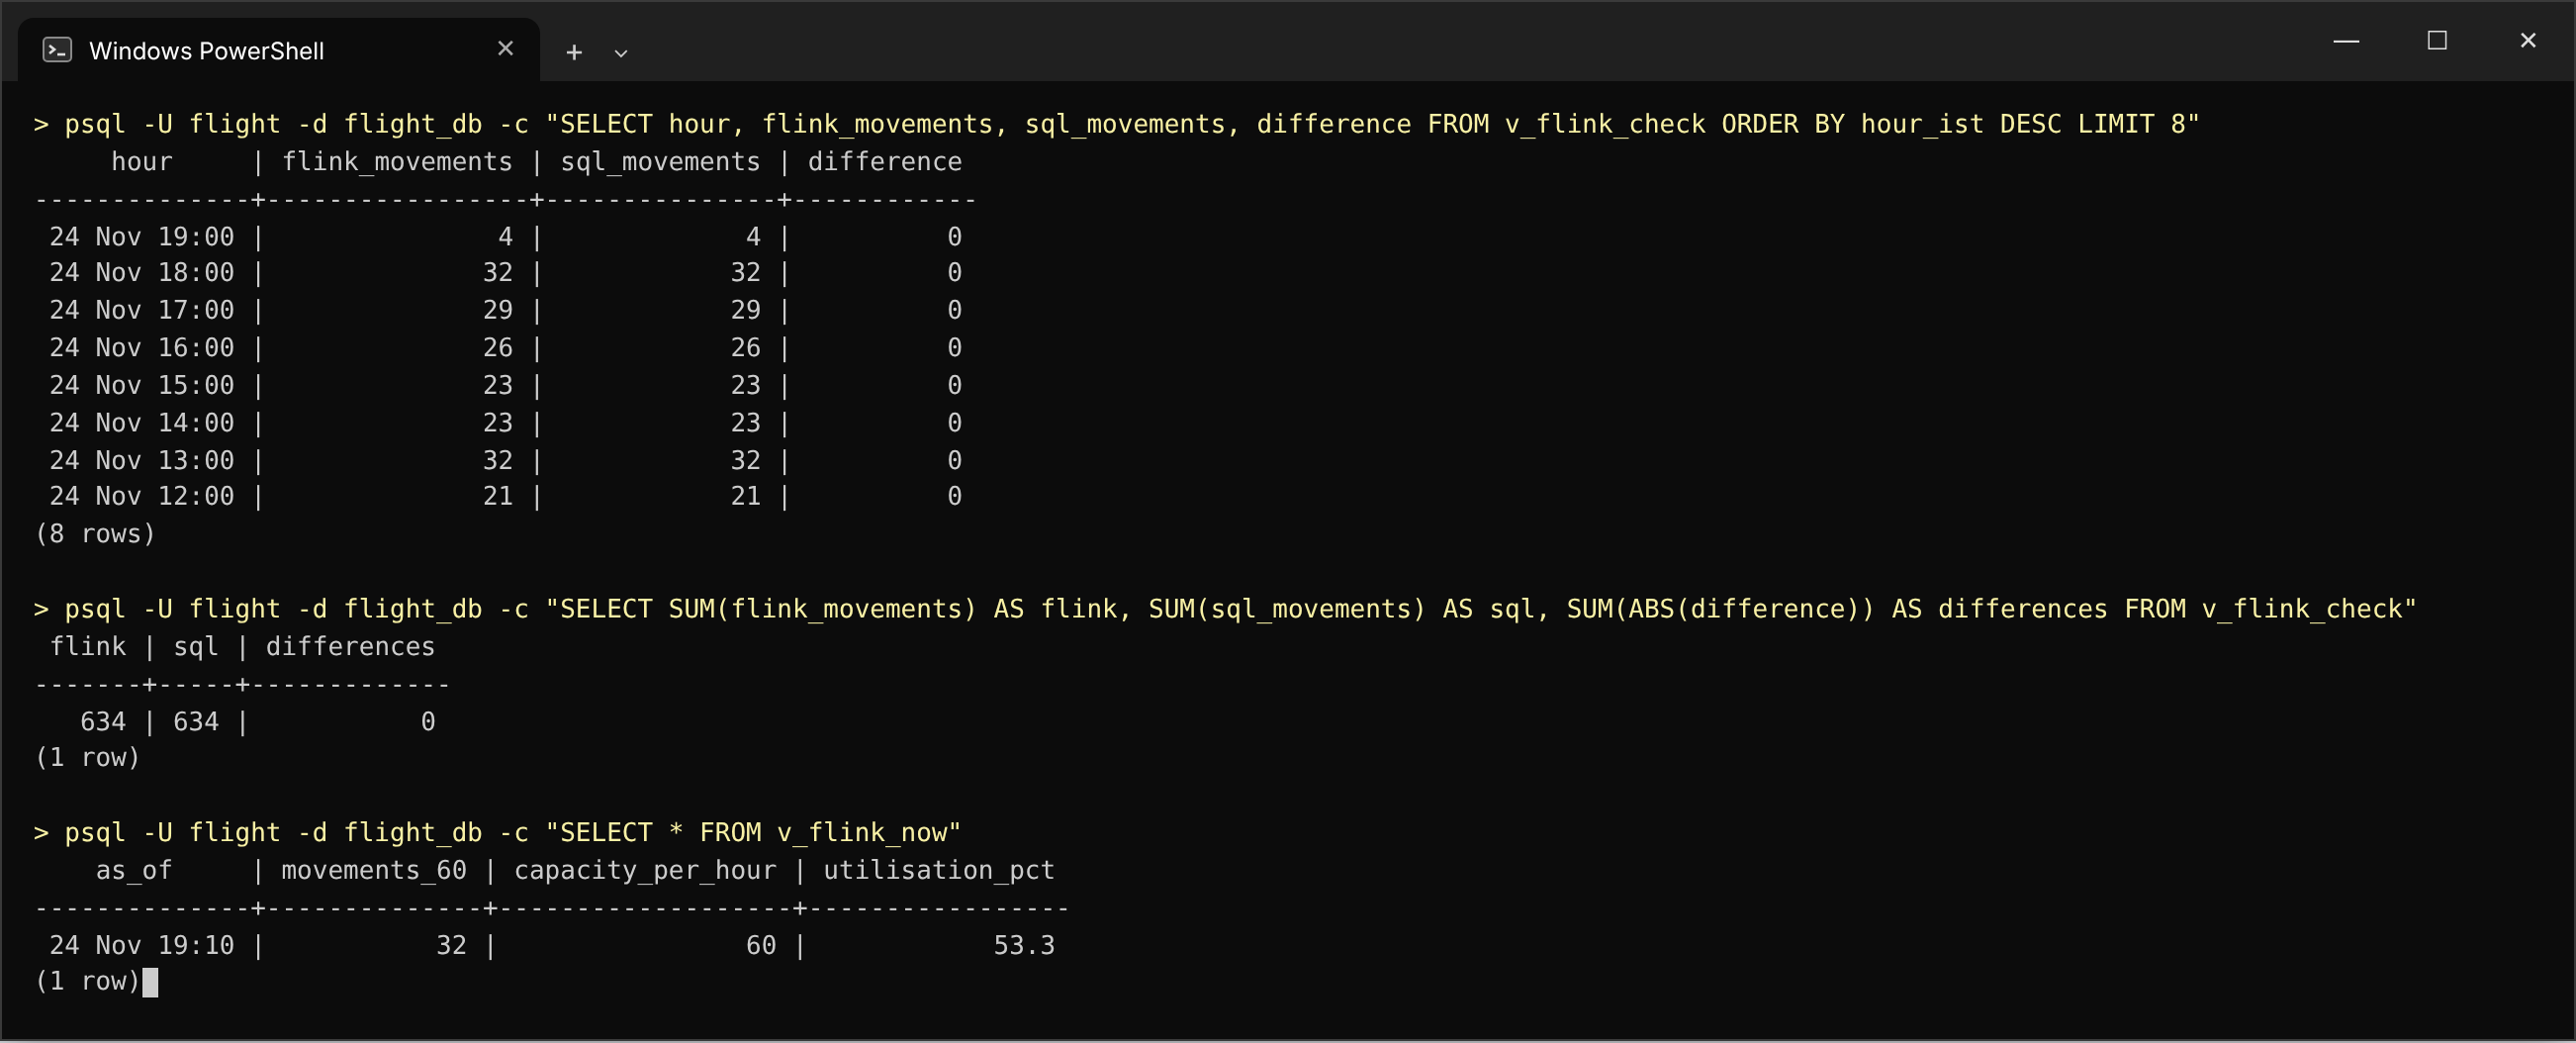 Windows PowerShell
> psql -U flight -d flight_db -c "SELECT hour, flink_movements, sql_movements, difference FROM v_flink_check ORDER BY hour_ist DESC LIMIT 8"
     hour     | flink_movements | sql_movements | difference
--------------+-----------------+---------------+------------
 24 Nov 19:00 |               4 |             4 |          0
 24 Nov 18:00 |              32 |            32 |          0
 24 Nov 17:00 |              29 |            29 |          0
 24 Nov 16:00 |              26 |            26 |          0
 24 Nov 15:00 |              23 |            23 |          0
 24 Nov 14:00 |              23 |            23 |          0
 24 Nov 13:00 |              32 |            32 |          0
 24 Nov 12:00 |              21 |            21 |          0
(8 rows)
> psql -U flight -d flight_db -c "SELECT SUM(flink_movements) AS flink, SUM(sql_movements) AS sql, SUM(ABS(difference)) AS differences FROM v_flink_check"
 flink | sql | differences
-------+-----+-------------
   634 | 634 |           0
(1 row)
> psql -U flight -d flight_db -c "SELECT * FROM v_flink_now"
    as_of     | movements_60 | capacity_per_hour | utilisation_pct
--------------+--------------+-------------------+-----------------
 24 Nov 19:10 |           32 |                60 |            53.3
(1 row)